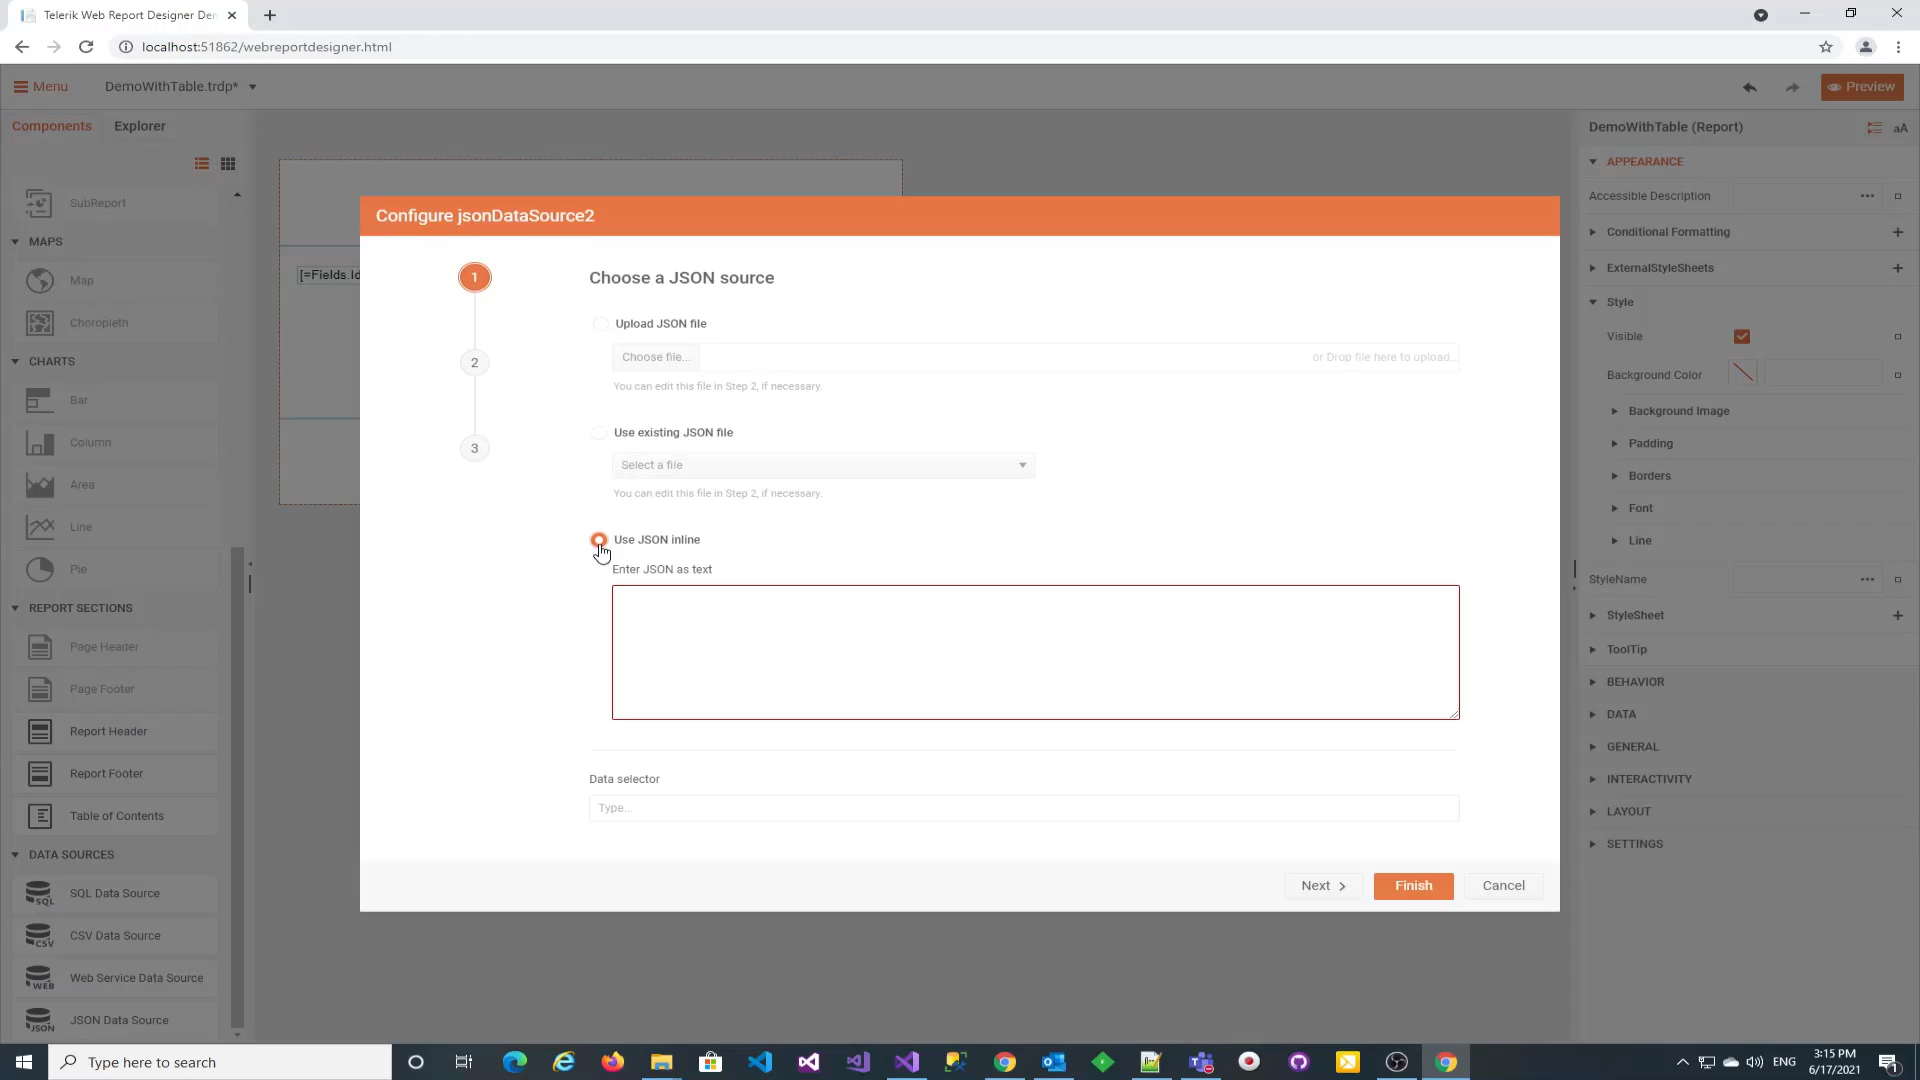 Telerik Web Report Designer Der
localhost:51862/webreportdesigner.html
Menu
DemoWithTable.trdp*
Preview
Components
Explorer
SubReport
MAPS
Map
Choropleth
CHARTS
Bar
Column
Area
Line
Pie
REPORT SECTIONS
Page Header
Page Footer
Report Header
Report Footer
Table of Contents
DATA SOURCES
SQL Data Source
CSV Data Source
Web Service Data Source
JSON Data Source
[=Fields.Id
Configure jsonDataSource2
1
2
3
Choose a JSON source
Upload JSON file
Choose file...
or Drop file here to upload...
You can edit this file in Step 2, if necessary.
Use existing JSON file
Select a file
You can edit this file in Step 2, if necessary.
Use JSON inline
Enter JSON as text
Data selector
Type...
Next
Finish
Cancel
DemoWithTable (Report)
aA
APPEARANCE
Accessible Description
Conditional Formatting
ExternalStyleSheets
Style
Visible
Background Color
Background Image
Padding
Borders
Font
Line
StyleName
StyleSheet
ToolTip
BEHAVIOR
DATA
GENERAL
INTERACTIVITY
LAYOUT
SETTINGS
SQL
CSV
WEB
JSON
Type here to search
ENG
3:15 PM
6/17/2021
1